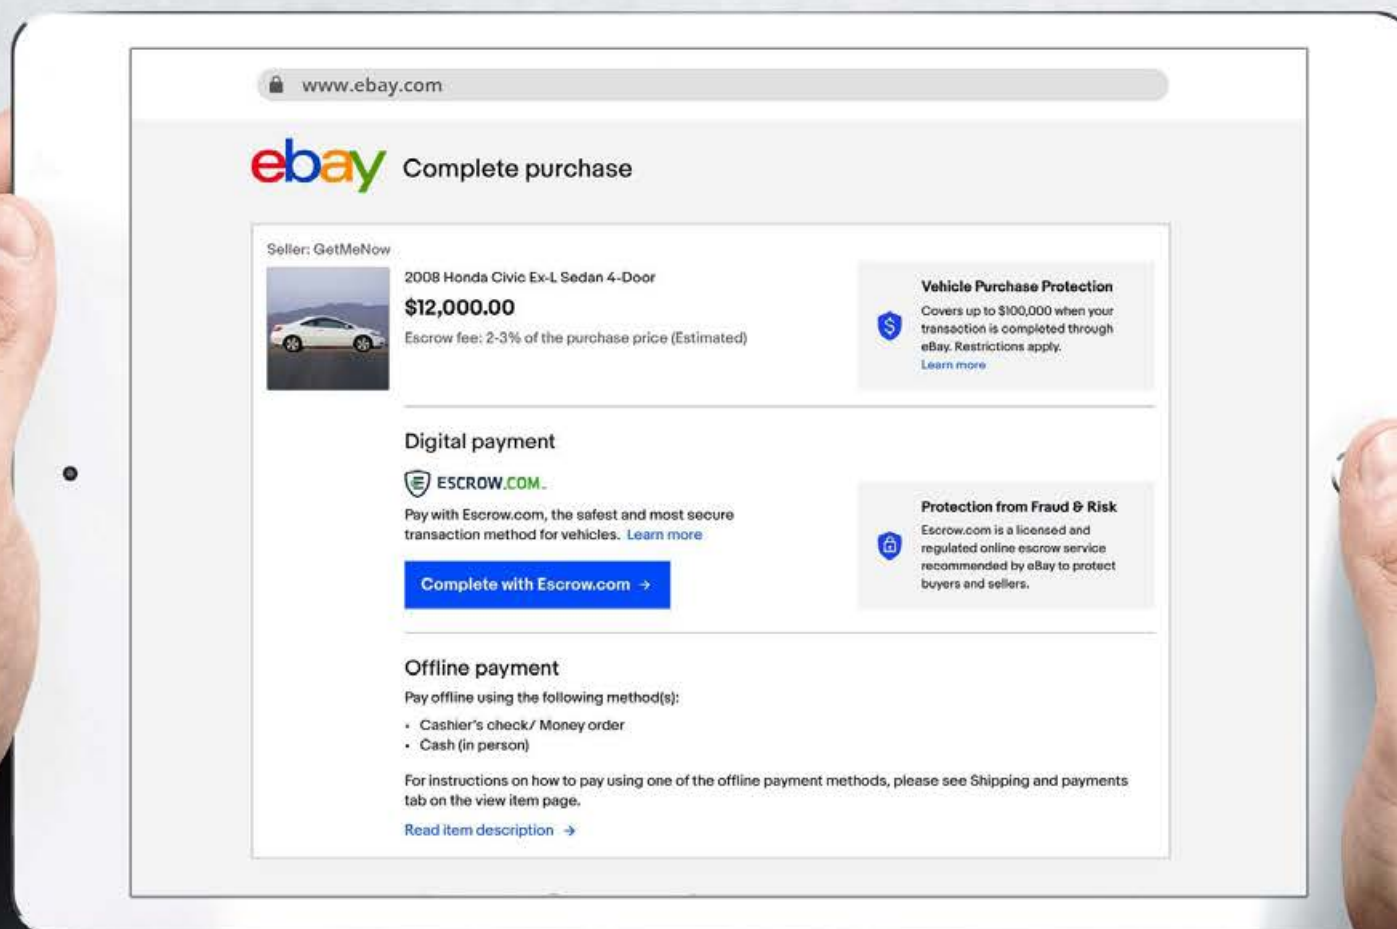 www.ebay.com
ebay Complete purchase
Seller: GetMeNow
2008 Honda Civic Ex-L Sedan 4-Door
$12,000.00
Escrow fee: 2-3% of the purchase price (Estimated)
Vehicle Purchase Protection
Covers up to $100,000 when your
transaction is completed through
eBay. Restrictions apply.
Learn more
Digital payment
ESCROW.COM
Pay with Escrow.com, the safest and most secure
transaction method for vehicles. Learn more
Complete with Escrow.com →
Protection from Fraud & Risk
Escrow.com is a licensed and
regulated online escrow service
recommended by eBay to protect
buyers and sellers.
Offline payment
Pay offline using the following method(s):
• Cashier's check/ Money order
• Cash (in person)
For instructions on how to pay using one of the offline payment methods, please see Shipping and payments
tab on the view item page.
Read item description →